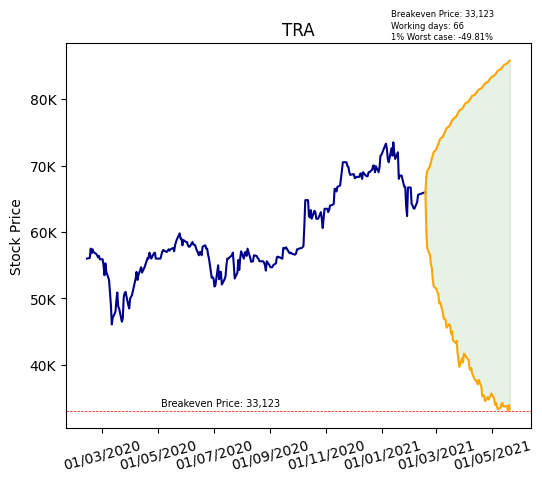 Breakeven Price: 33,123
Working days: 66
1% Worst case: -49.81%
TRA
Stock Price
80K
70K
60K
50K
40K
Breakeven Price: 33,123
01/03/2020
01/05/2020
01/07/2020
01/09/2020
01/11/2020
01/01/2021
01/03/2021
01/05/2021